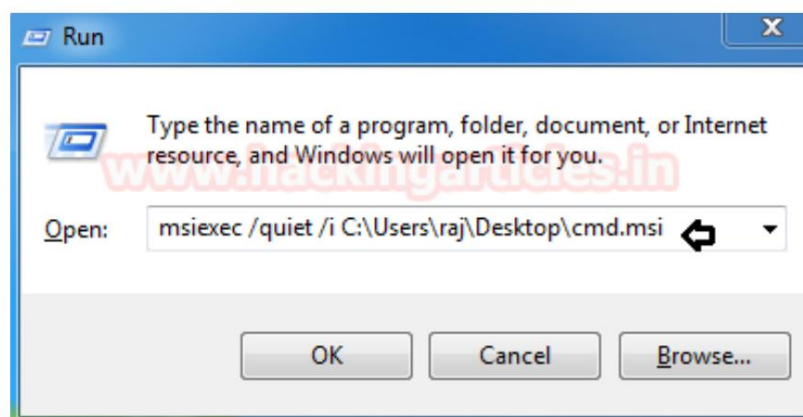 Run
Type the name of a program, folder, document, or Internet
resource, and Windows will open it for you.
www.hackingarticles.in
Open:
msiexec /quiet /i C:\Users\raj\Desktop\cmd.msi
OK
Cancel
Browse...